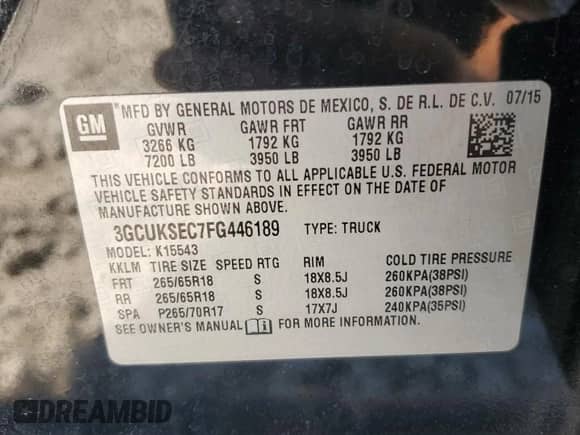 GM
MFD BY GENERAL MOTORS DE MEXICO, S. DE R.L. DE C.V. 07/15
GVWR GAWR FRT GAWR RR
3266 KG 1792 KG 1792 KG
7200 LB 3950 LB 3950 LB
THIS VEHICLE CONFORMS TO ALL APPLICABLE U.S. FEDERAL MOTOR
VEHICLE SAFETY STANDARDS IN EFFECT ON THE DATE OF
MANUFACTURE SHOWN ABOVE.
3GCUKSEC7FG446189 TYPE: TRUCK
MODEL: K15543
KKLM TIRE SIZE SPEED RTG RIM COLD TIRE PRESSURE
FRT 265/65R18 S 18X8.5J 260KPA(38PSI)
RR 265/65R18 S 18X8.5J 260KPA(38PSI)
SPA P265/70R17 S 17X7J 240KPA(35PSI)
SEE OWNER'S MANUAL FOR MORE INFORMATION.
DREAMBID